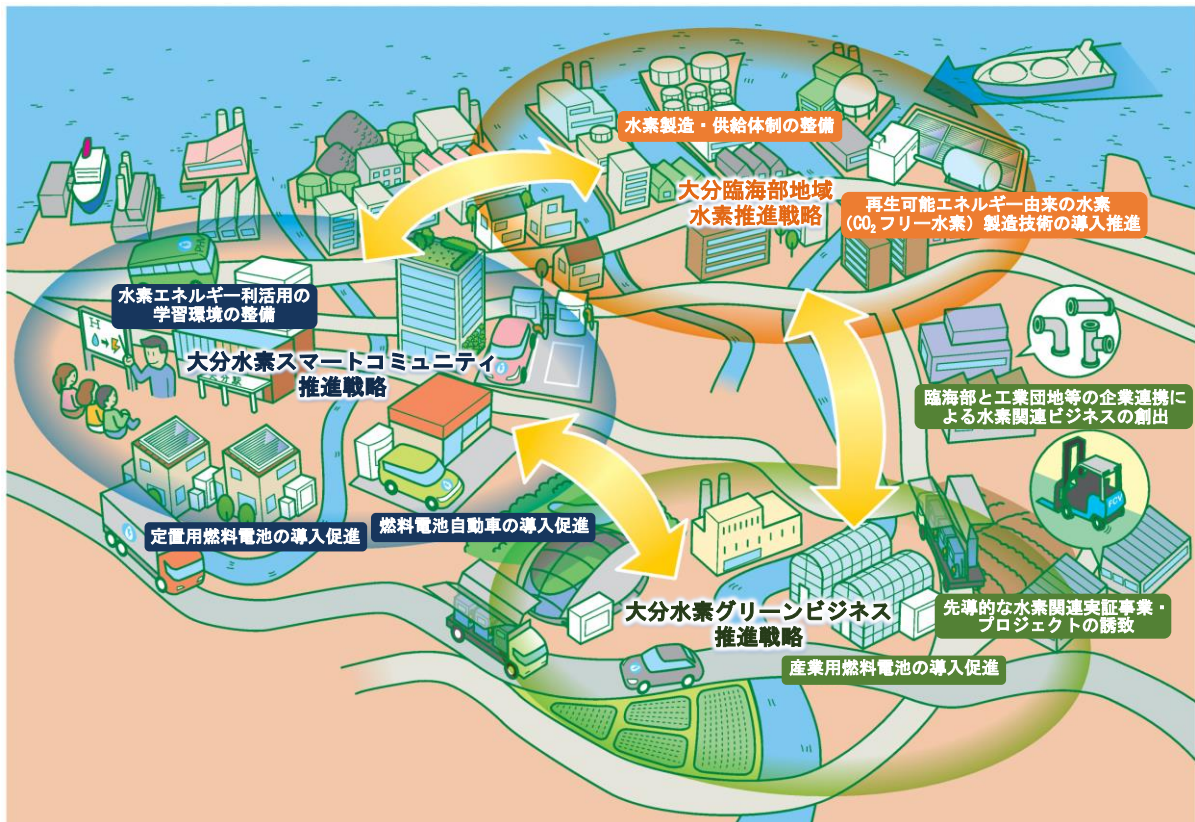 水素製造・供給体制の整備
大分臨海部地域
水素推進戦略
再生可能エネルギー由来の水素
（CO₂フリー水素）製造技術の導入推進
水素エネルギー利活用の
学習環境の整備
H
大分水素スマートコミュニティ
推進戦略
臨海部と工業団地等の企業連携に
よる水素関連ビジネスの創出
FCV
定置用燃料電池の導入促進
燃料電池自動車の導入促進
大分水素グリーンビジネス
推進戦略
先導的な水素関連実証事業・
プロジェクトの誘致
産業用燃料電池の導入促進